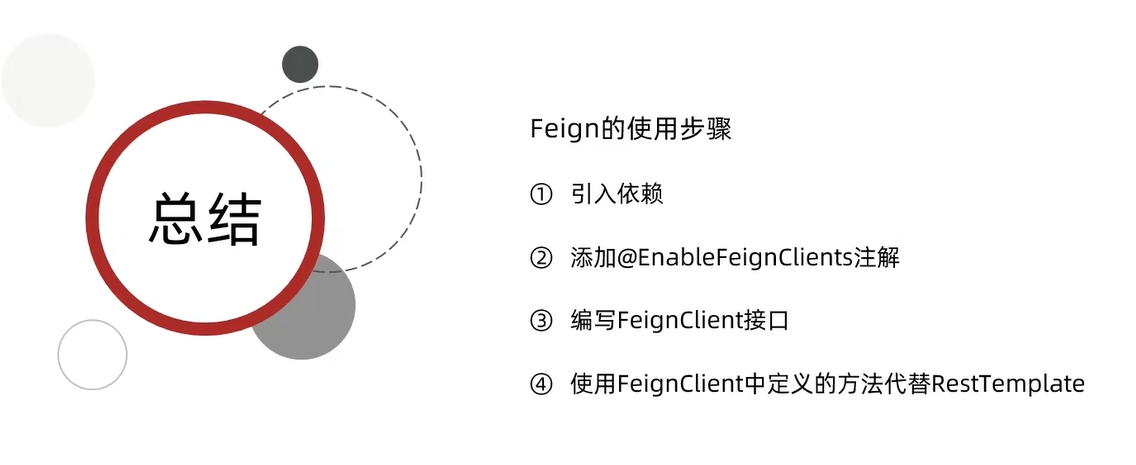 总结
Feign的使用步骤
① 引入依赖
② 添加@EnableFeignClients注解
③ 编写FeignClient接口
④ 使用FeignClient中定义的方法代替RestTemplate